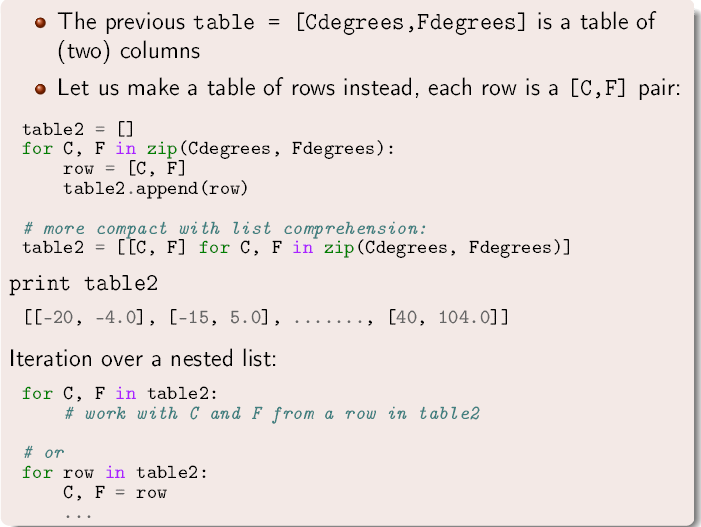 The previous table = [Cdegrees,Fdegrees] is a table of
(two) columns
Let us make a table of rows instead, each row is a [C,F] pair:
table2 = []
for C, F in zip(Cdegrees, Fdegrees):
    row = [C, F]
    table2.append(row)
# more compact with list comprehension:
table2 = [[C, F] for C, F in zip(Cdegrees, Fdegrees)]
print table2
[[-20, -4.0], [-15, 5.0], ......., [40, 104.0]]
Iteration over a nested list:
for C, F in table2:
    # work with C and F from a row in table2
# or
for row in table2:
    C, F = row
    ...